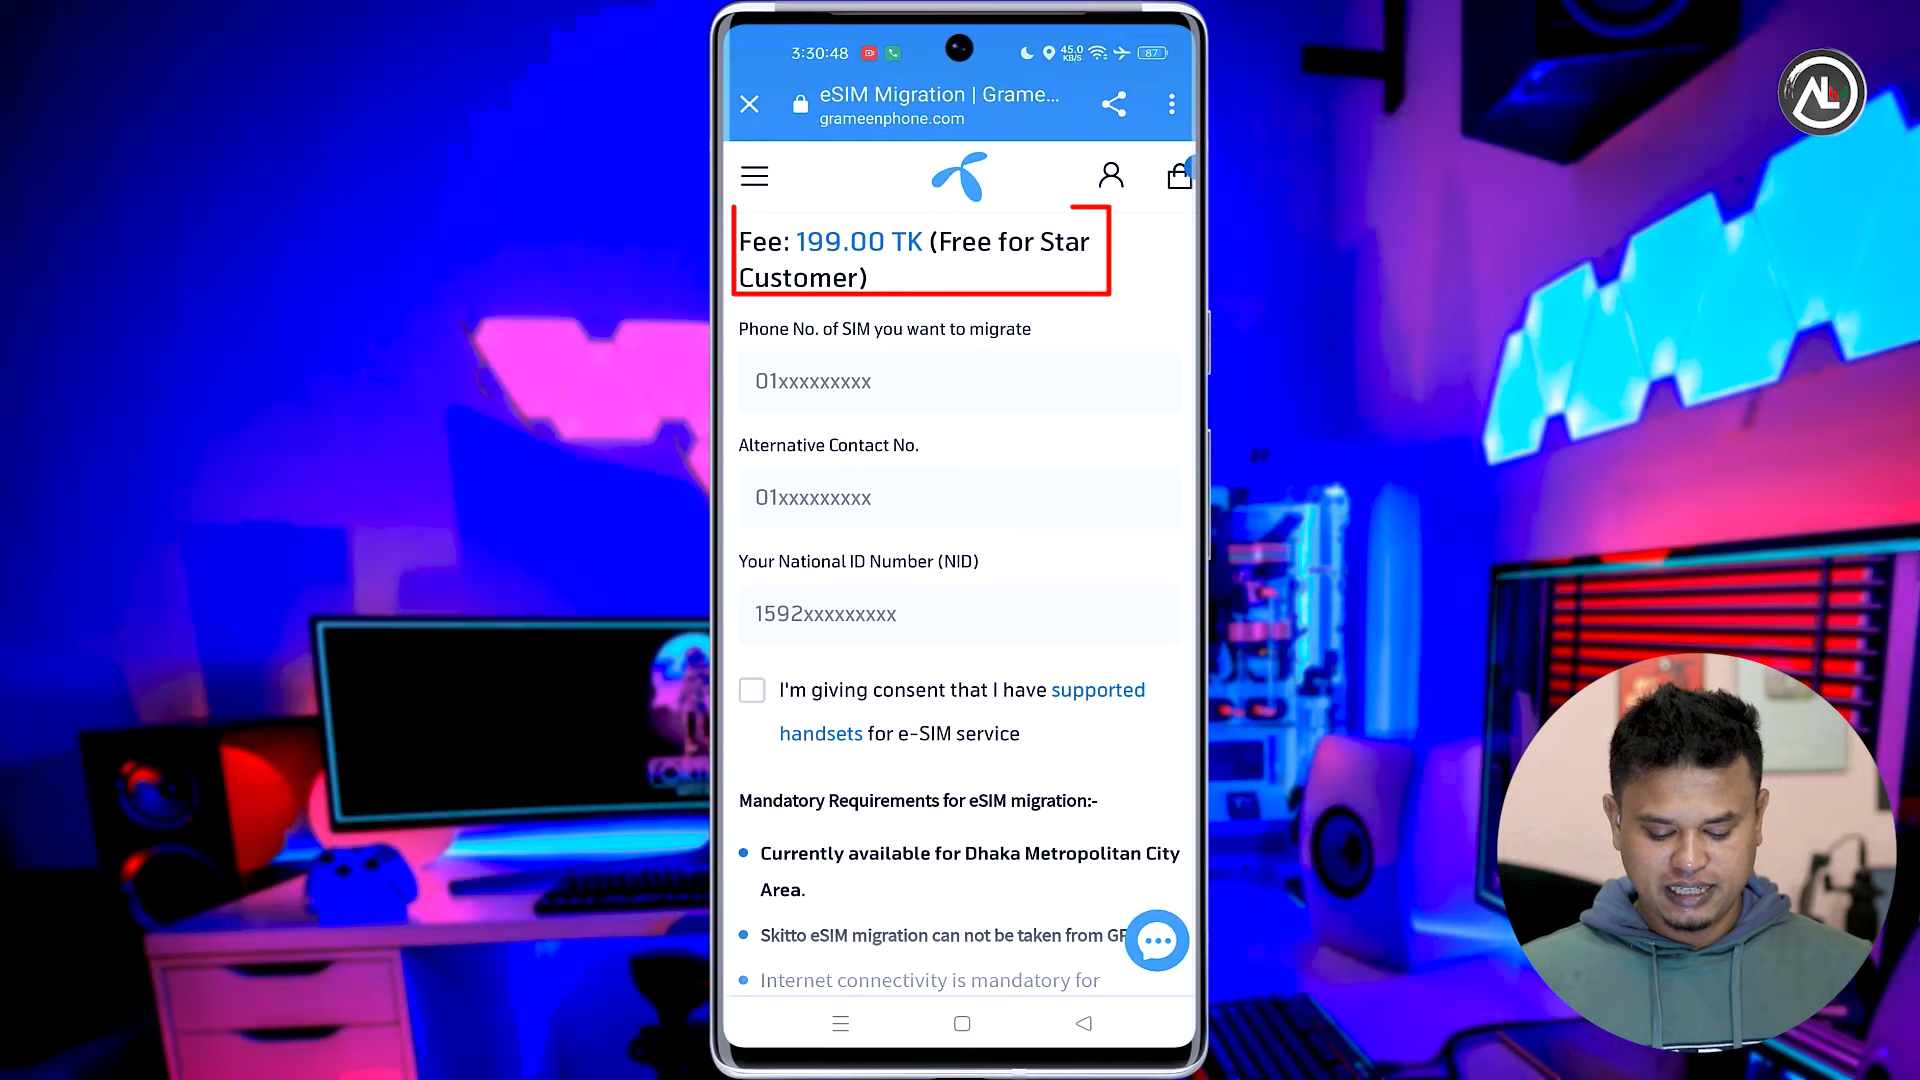 3:30:48
45.0
KB/S
87
eSIM Migration | Grame...
grameenphone.com
Fee: 199.00 TK (Free for Star
Customer)
Phone No. of SIM you want to migrate
01xxxxxxxxx
Alternative Contact No.
01xxxxxxxxx
Your National ID Number (NID)
1592xxxxxxxxx
I'm giving consent that I have supported
handsets for e-SIM service
Mandatory Requirements for eSIM migration:-
Currently available for Dhaka Metropolitan City
Area.
Skitto eSIM migration can not be taken from GP
Internet connectivity is mandatory for